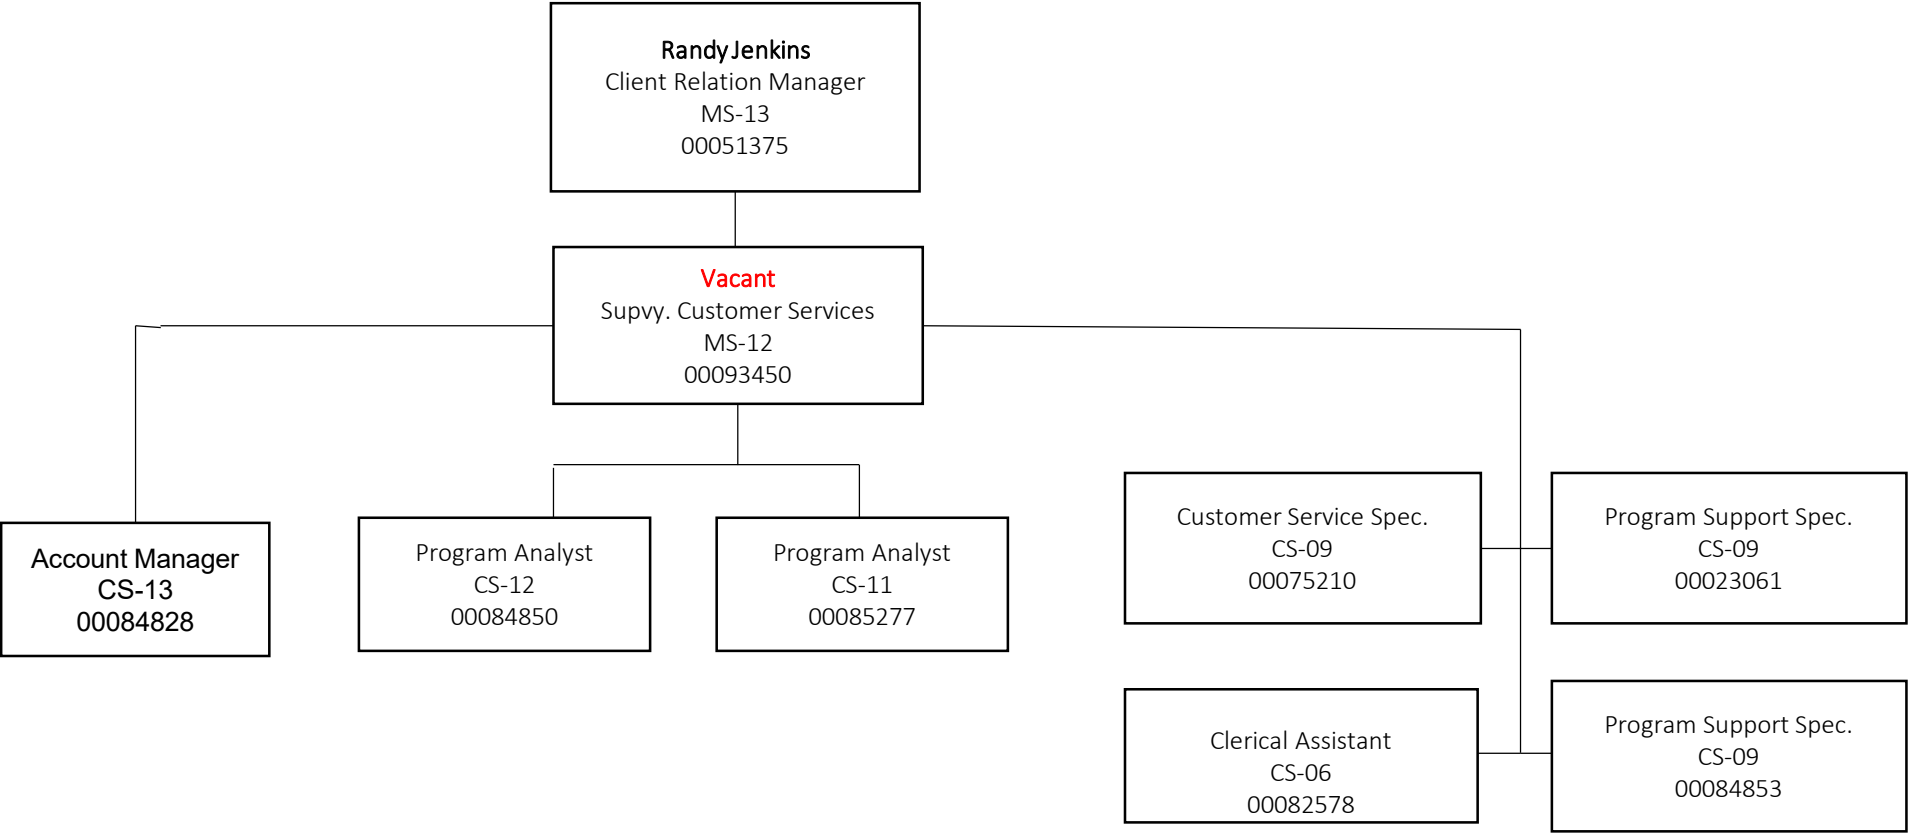 Randy Jenkins
Client Relation Manager
MS-13
00051375
Vacant
Supvy. Customer Services
MS-12
00093450
Account Manager
CS-13
00084828
Program Analyst
CS-12
00084850
Program Analyst
CS-11
00085277
Customer Service Spec.
CS-09
00075210
Program Support Spec.
CS-09
00023061
Clerical Assistant
CS-06
00082578
Program Support Spec.
CS-09
00084853